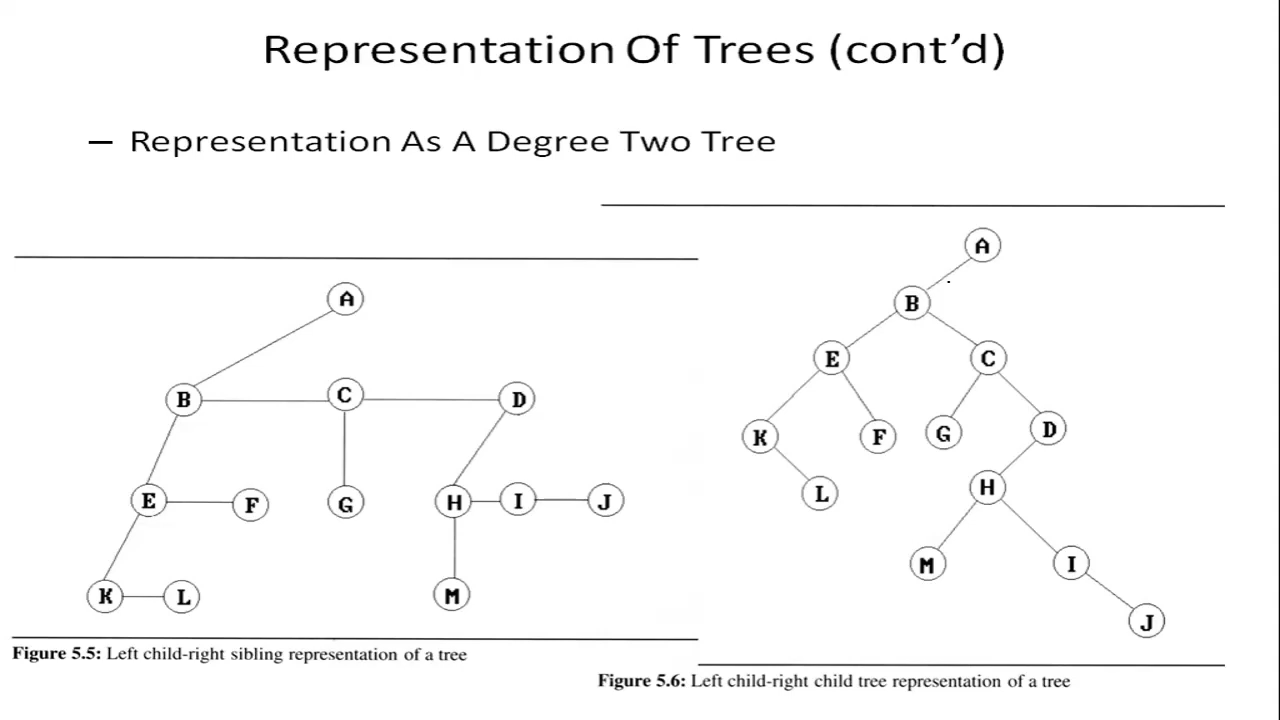 Representation Of Trees (cont’d)
– Representation As A Degree Two Tree
A
B C D
E F G H I J
K L M
Figure 5.5: Left child-right sibling representation of a tree
A
B
E C
K F G D
L H
M I
J
Figure 5.6: Left child-right child tree representation of a tree